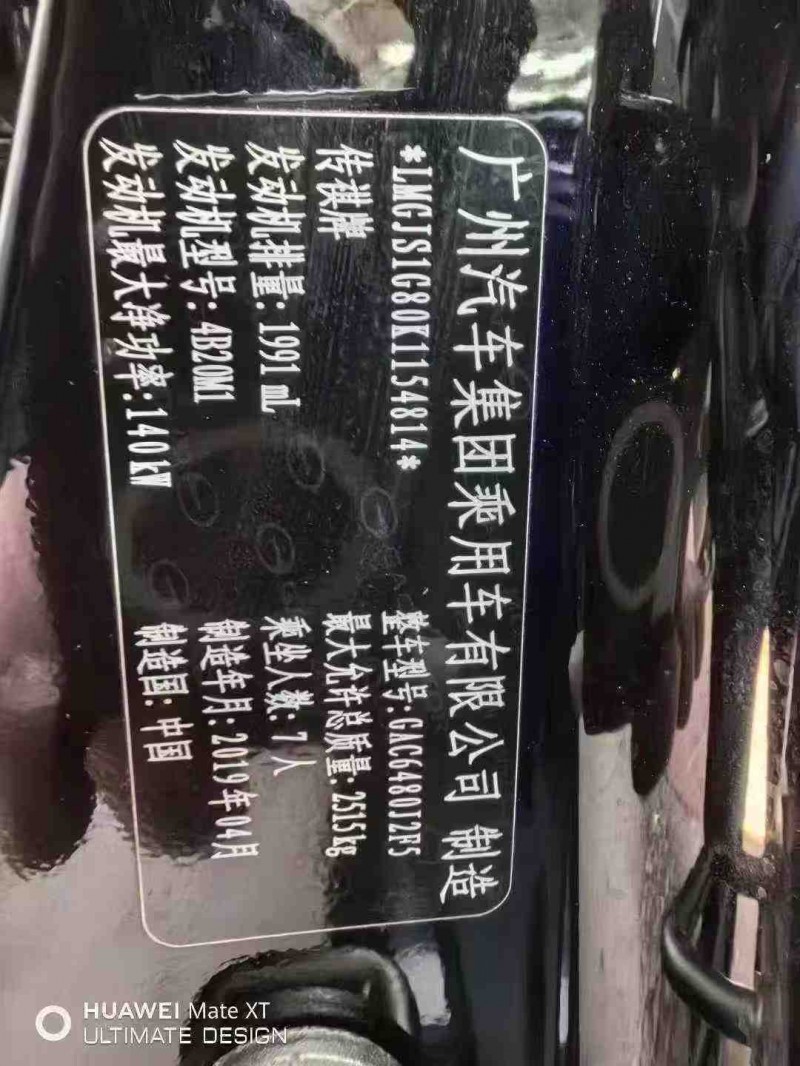 广州汽车集团乘用车有限公司 制造
*LMGJS1G80K1154814*
整车型号:GAC6480J2F5
传祺牌
最大允许总质量:2515kg
发动机排量:1991mL
乘坐人数:7人
发动机型号:4B20M1
制造年月:2019年04月
发动机最大净功率:140kW
制造国:中国
HUAWEI Mate XT
ULTIMATE DESIGN